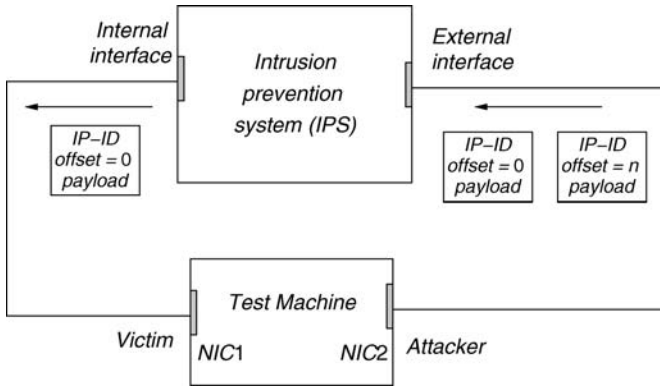 Internal
interface
Intrusion
prevention
system (IPS)
External
interface
IP–ID
offset = 0
payload
IP–ID
offset = 0
payload
IP–ID
offset = n
payload
Test Machine
Victim
NIC1
NIC2
Attacker